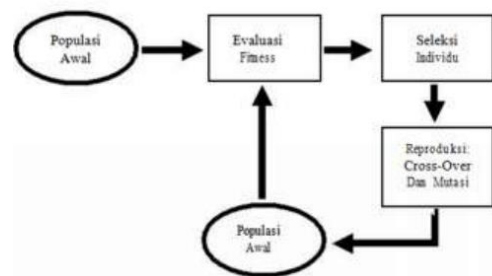 Populasi
Awal
Evaluasi
Fitness
Seleksi
Individu
Reproduksi:
Cross-Over
Dan Mutasi
Populasi
Awal